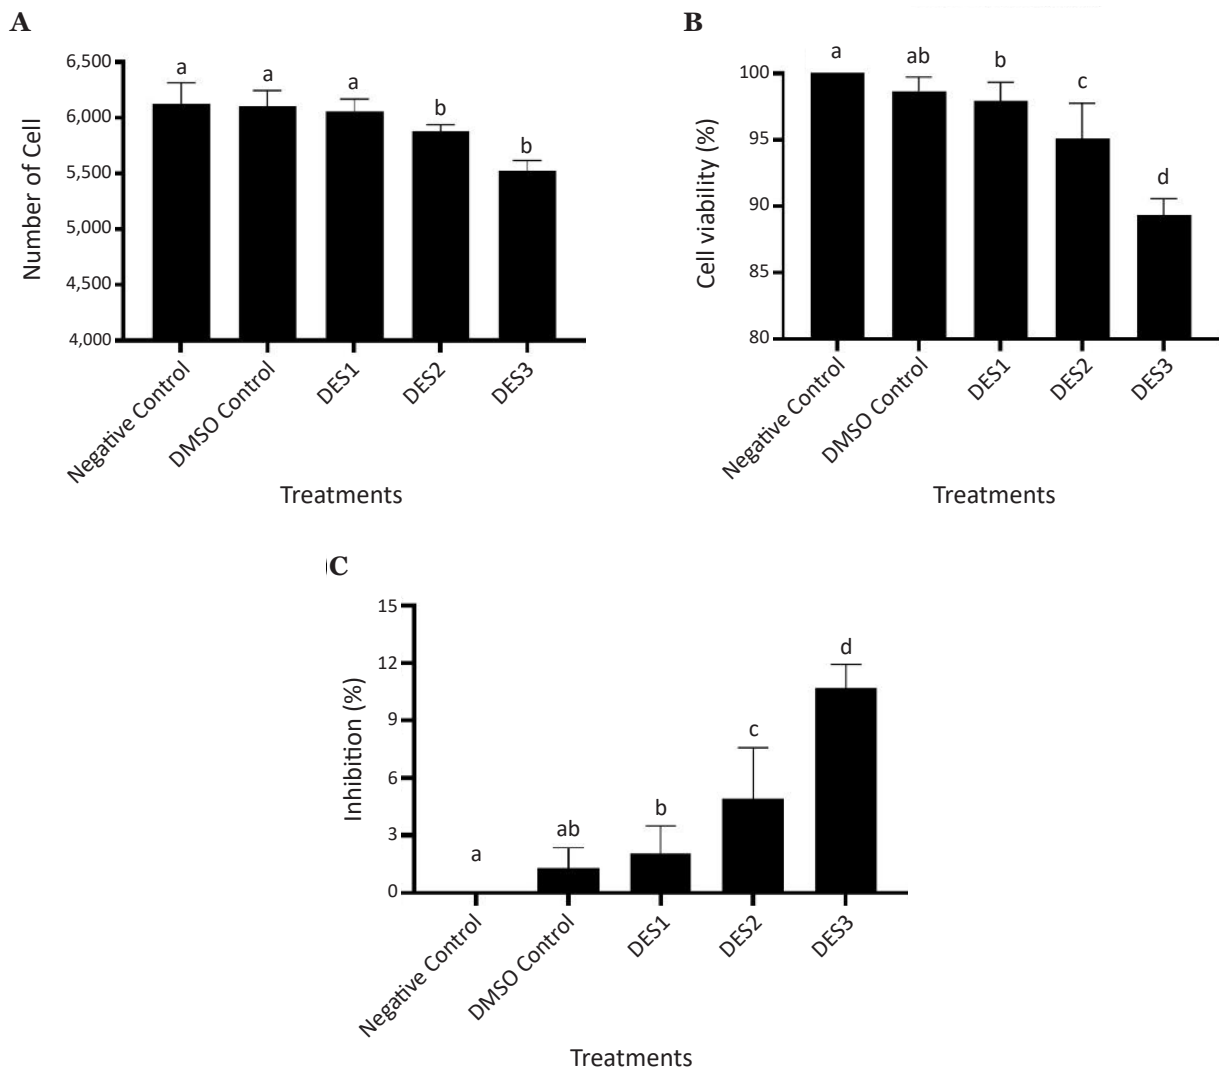 A
6,500
6,000
5,500
5,000
4,500
4,000
Number of Cell
a
a
a
b
b
Negative Control
DMSO Control
DES1
DES2
DES3
Treatments
B
100
95
90
85
80
Cell viability (%)
a
ab
b
c
d
Negative Control
DMSO Control
DES1
DES2
DES3
Treatments
C
15
12
9
6
3
0
Inhibition (%)
a
ab
b
c
d
Negative Control
DMSO Control
DES1
DES2
DES3
Treatments